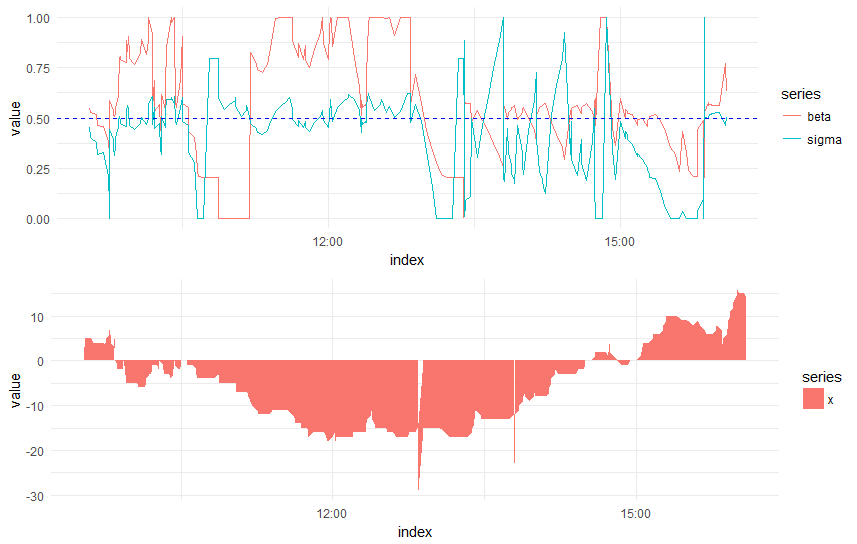 1.00
0.75
0.50
0.25
0.00
value
12:00
15:00
index
series
beta
sigma
10
0
-10
-20
-30
value
12:00
15:00
index
series
x